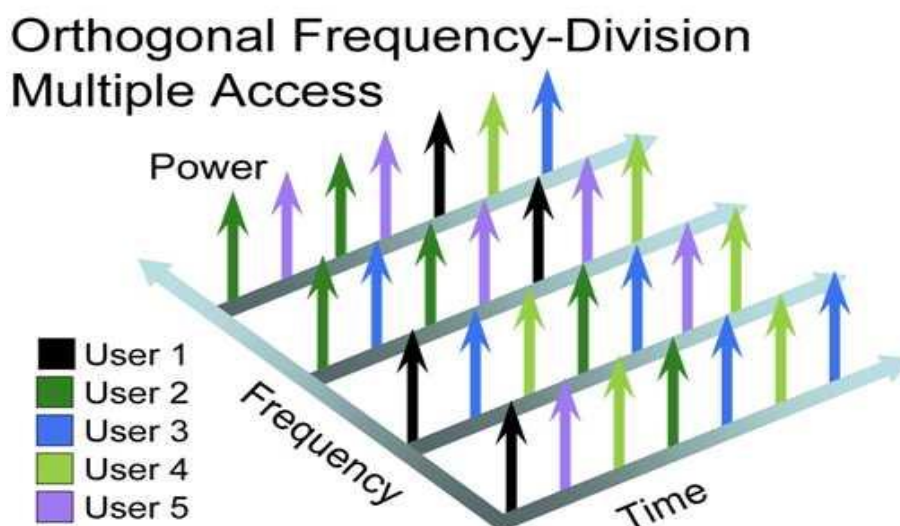 Orthogonal Frequency-Division
Multiple Access
Power
User 1
User 2
User 3
User 4
User 5
Frequency
Time